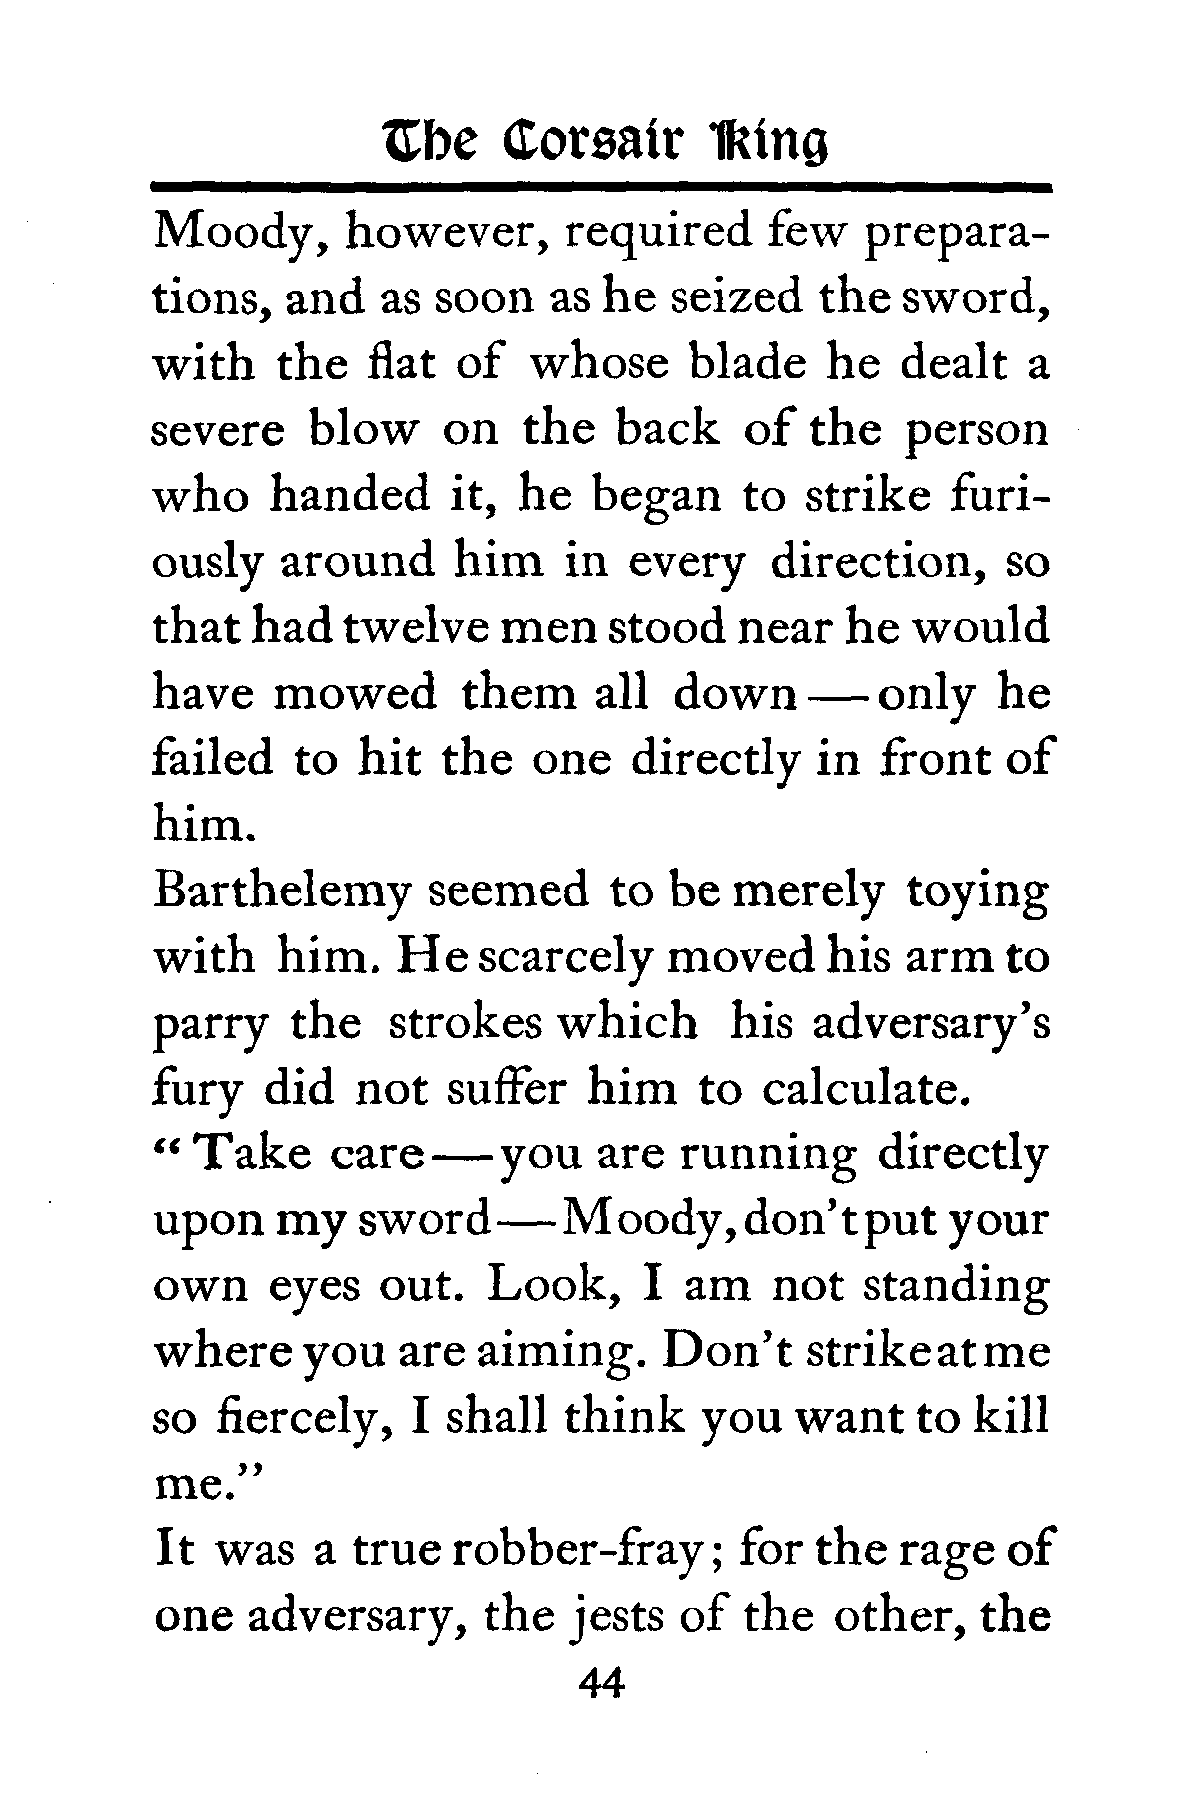 The Corsair King
Moody, however, required few prepara-
tions, and as soon as he seized the sword,
with the flat of whose blade he dealt a
severe blow on the back of the person
who handed it, he began to strike furi-
ously around him in every direction, so
that had twelve men stood near he would
have mowed them all down — only he
failed to hit the one directly in front of
him.
Barthelemy seemed to be merely toying
with him. He scarcely moved his arm to
parry the strokes which his adversary's
fury did not suffer him to calculate.
“ Take care—you are running directly
upon my sword—Moody, don't put your
own eyes out. Look, I am not standing
where you are aiming. Don't strike at me
so fiercely, I shall think you want to kill
me.”
It was a true robber-fray; for the rage of
one adversary, the jests of the other, the
44